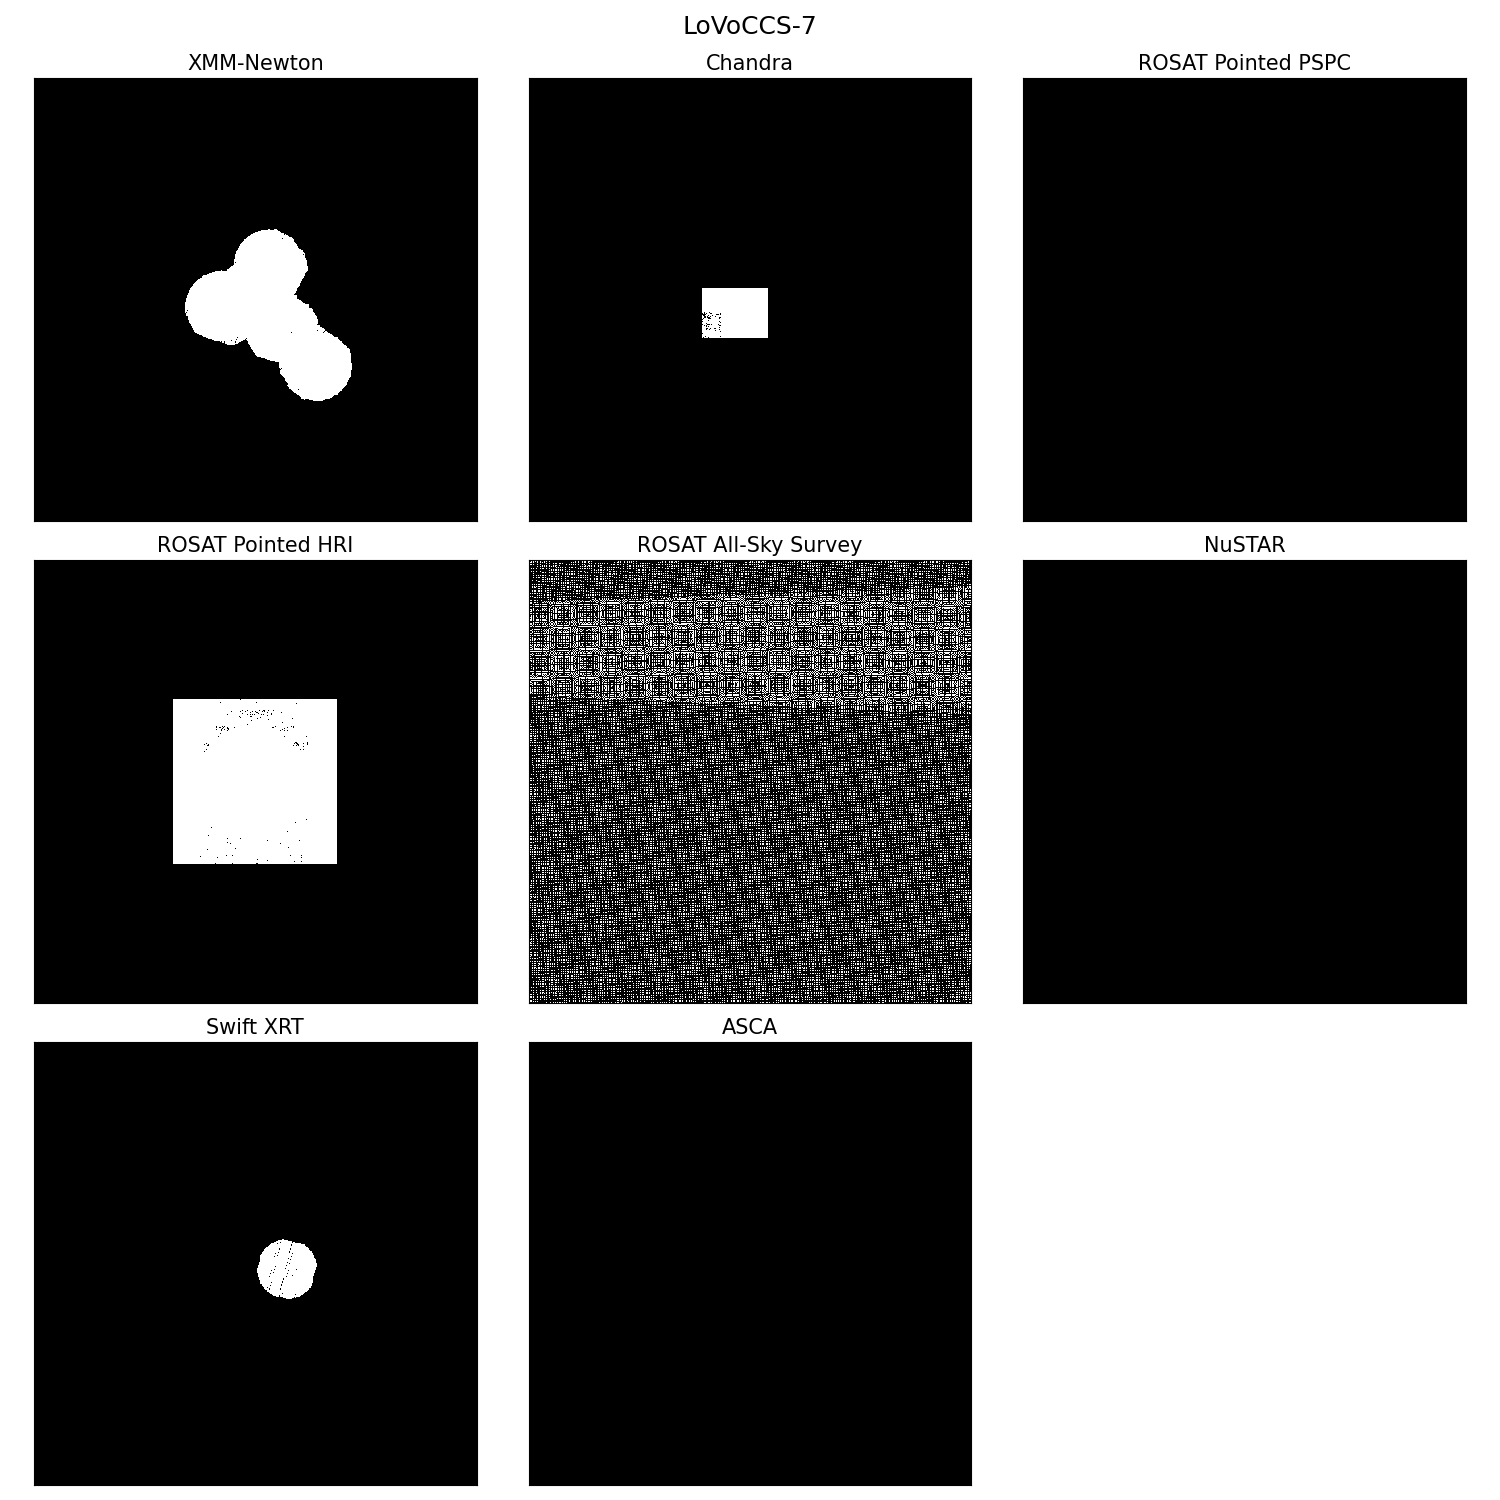 LoVoCCS-7
XMM-Newton
Chandra
ROSAT Pointed PSPC
ROSAT Pointed HRI
ROSAT All-Sky Survey
NuSTAR
Swift XRT
ASCA